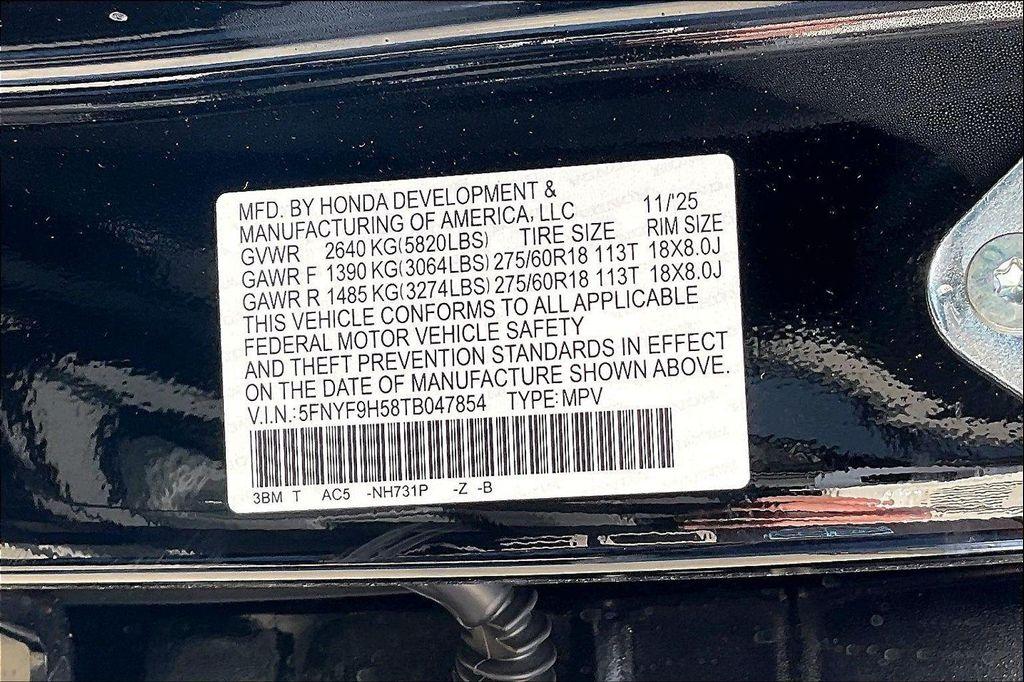 MFD. BY HONDA DEVELOPMENT &
MANUFACTURING OF AMERICA, LLC 11/'25
GVWR 2640 KG(5820LBS) TIRE SIZE RIM SIZE
GAWR F 1390 KG(3064LBS) 275/60R18 113T 18X8.0J
GAWR R 1485 KG(3274LBS) 275/60R18 113T 18X8.0J
THIS VEHICLE CONFORMS TO ALL APPLICABLE
FEDERAL MOTOR VEHICLE SAFETY
AND THEFT PREVENTION STANDARDS IN EFFECT
ON THE DATE OF MANUFACTURE SHOWN ABOVE.
V.I.N.:5FNYF9H58TB047854 TYPE:MPV
3BM T AC5 -NH731P -Z -B